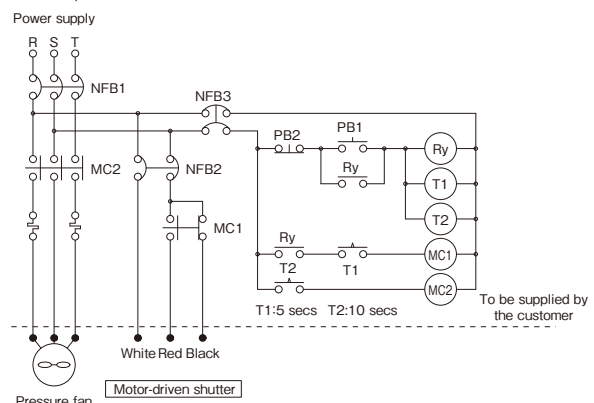 Power supply
R S T
NFB1
NFB3
PB2
PB1
Ry
Ry
T1
T2
MC2
NFB2
MC1
Ry
T1
MC1
T2
MC2
T1:5 secs T2:10 secs
To be supplied by
the customer
White Red Black
Motor-driven shutter
Pressure fan